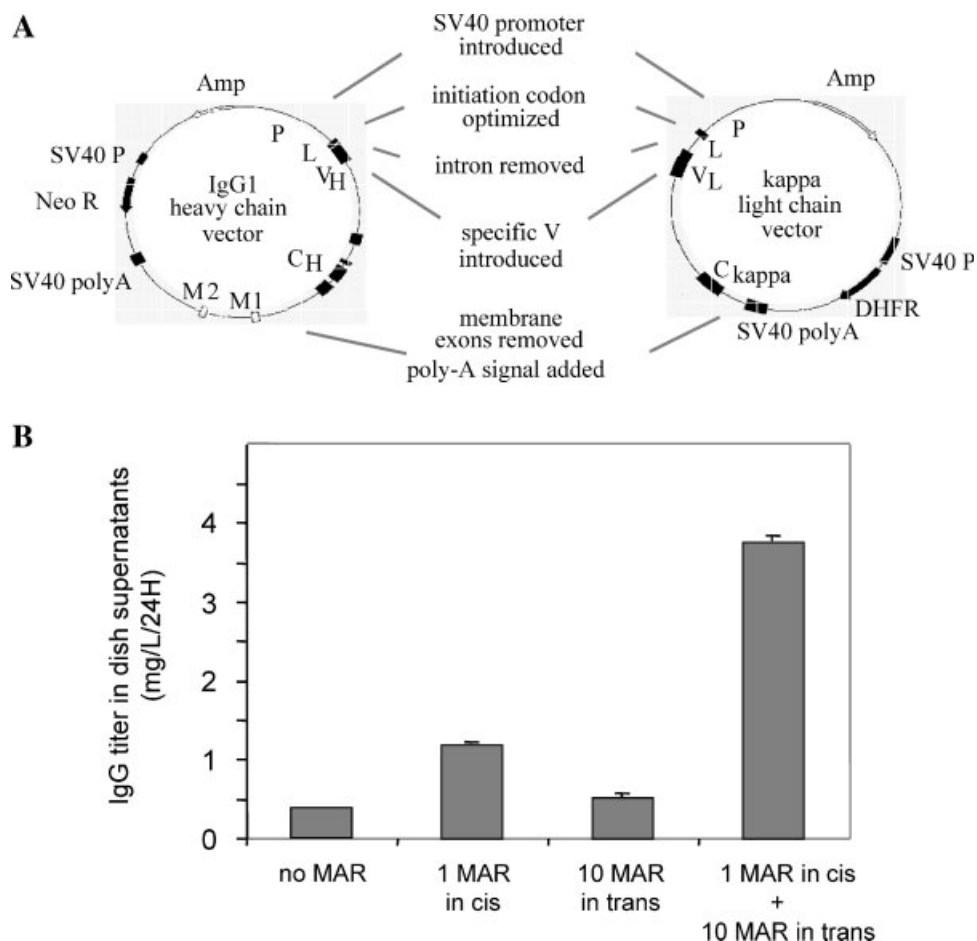 A
SV40 promoter
introduced
initiation codon
optimized
intron removed
specific V
introduced
membrane
exons removed
poly-A signal added
Amp
P
L
VH
SV40 P
Neo R
IgG1
heavy chain
vector
CH
SV40 polyA
M2
M1
Amp
P
L
VL
kappa
light chain
vector
C kappa
SV40 P
DHFR
SV40 polyA
B
IgG titer in dish supernatants
(mg/L/24H)
4
3
2
1
0
no MAR
1 MAR
in cis
10 MAR
in trans
1 MAR in cis
+
10 MAR in trans